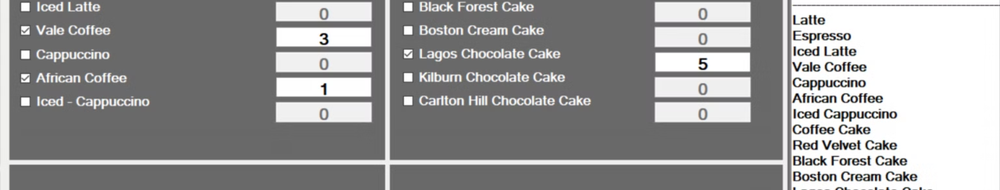 Iced Latte 0
Vale Coffee 3
Cappuccino 0
African Coffee 1
Iced - Cappuccino 0
Black Forest Cake 0
Boston Cream Cake 0
Lagos Chocolate Cake 5
Kilburn Chocolate Cake 0
Carlton Hill Chocolate Cake 0
Latte
Espresso
Iced Latte
Vale Coffee
Cappuccino
African Coffee
Iced Cappuccino
Coffee Cake
Red Velvet Cake
Black Forest Cake
Boston Cream Cake
Lagos Chocolate Cake